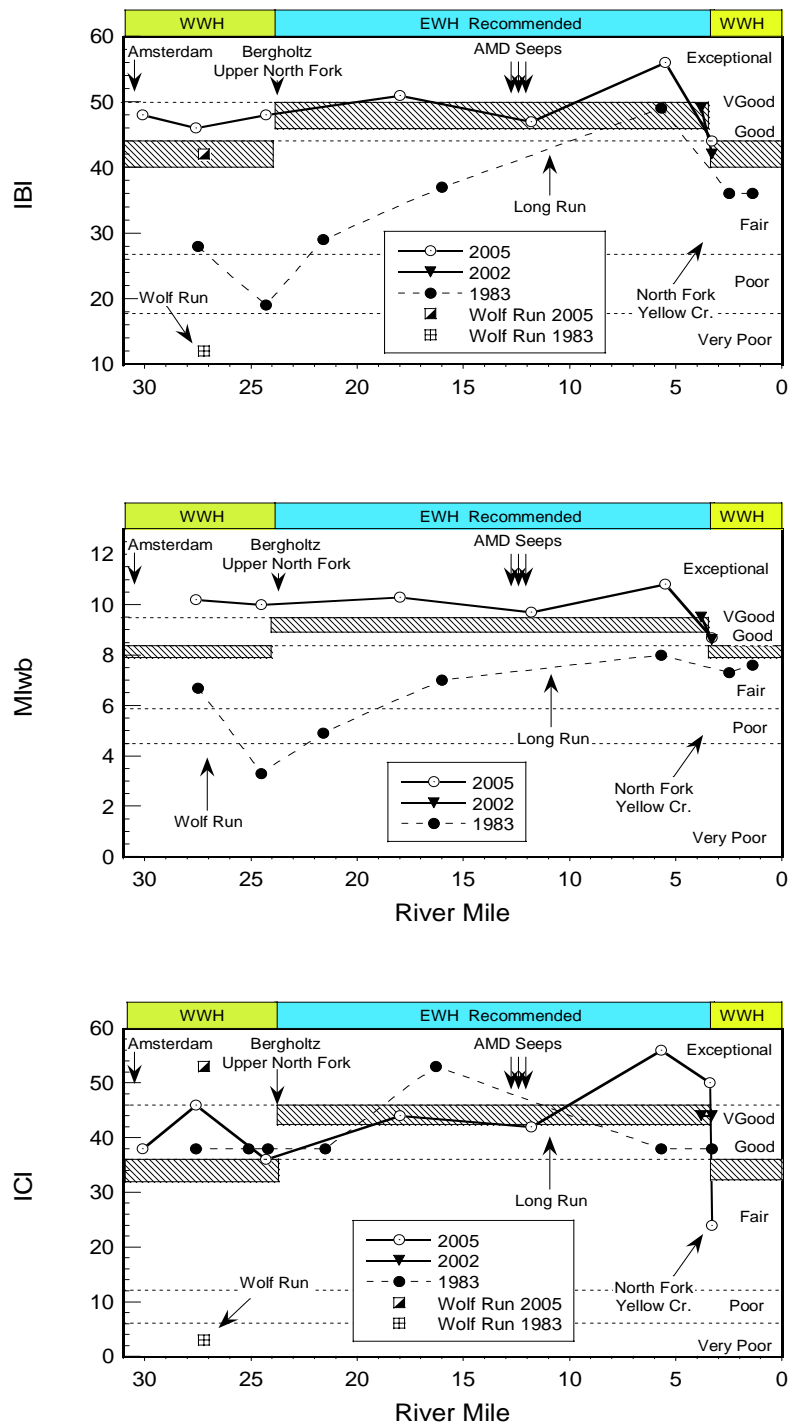 WWH EWH Recommended WWH
60
50
40
30
20
10
IBI
Amsterdam
Bergholtz
Upper North Fork
AMD Seeps
Exceptional
VGood
Good
Fair
Poor
Very Poor
Long Run
North Fork
Yellow Cr.
Wolf Run
2005
2002
1983
Wolf Run 2005
Wolf Run 1983
30 25 20 15 10 5 0
WWH EWH Recommended WWH
12
10
8
6
4
2
0
MIwb
Amsterdam
Bergholtz
Upper North Fork
AMD Seeps
Exceptional
VGood
Good
Fair
Poor
Very Poor
Long Run
North Fork
Yellow Cr.
Wolf Run
2005
2002
1983
30 25 20 15 10 5 0
River Mile
WWH EWH Recommended WWH
60
50
40
30
20
10
0
ICI
Amsterdam
Bergholtz
Upper North Fork
AMD Seeps
Exceptional
VGood
Good
Fair
Poor
Very Poor
Long Run
North Fork
Yellow Cr.
Wolf Run
2005
2002
1983
Wolf Run 2005
Wolf Run 1983
30 25 20 15 10 5 0
River Mile